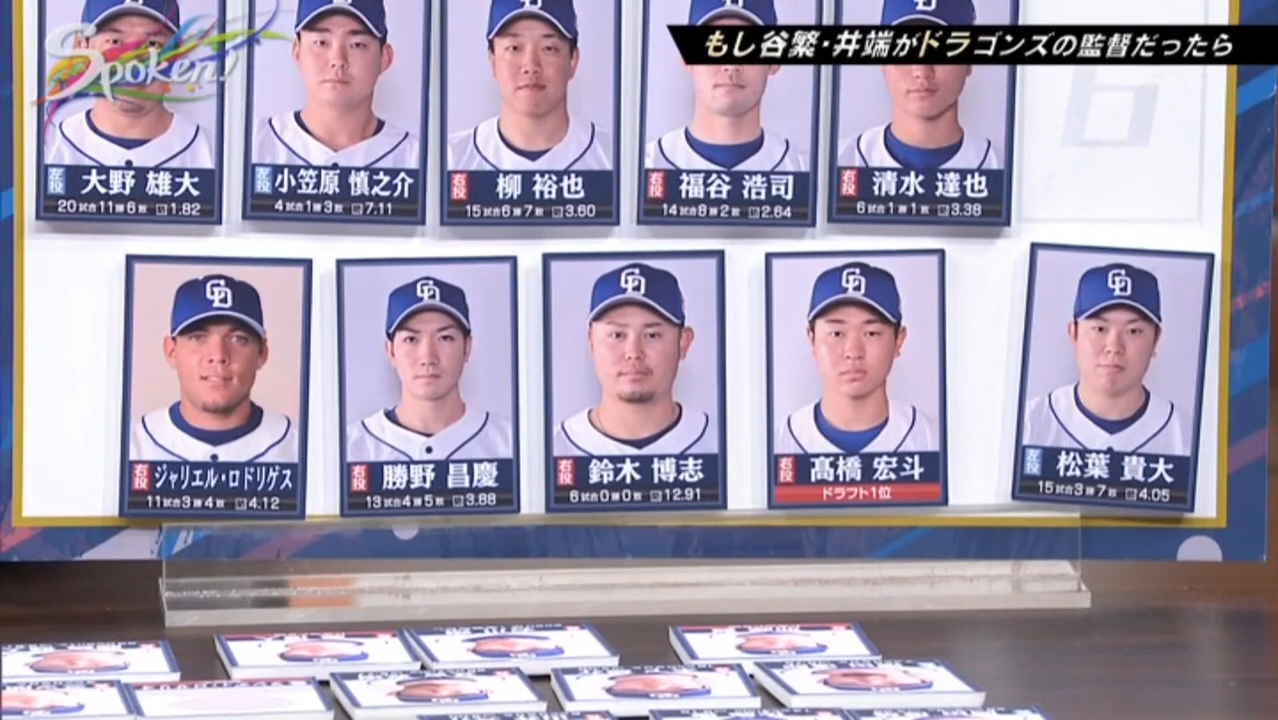 Spoken!
もし谷繁・井端がドラゴンズの監督だったら
左投 大野 雄大
20試合11勝6敗 防1.82
左投 小笠原 慎之介
4試合1勝3敗 防7.11
右投 柳 裕也
15試合6勝7敗 防3.60
右投 福谷 浩司
14試合8勝2敗 防2.64
右投 清水 達也
6試合1勝1敗 防3.38
6
右投 ジャリエル・ロドリゲス
11試合3勝4敗 防4.12
右投 勝野 昌慶
13試合4勝5敗 防3.88
右投 鈴木 博志
6試合0勝0敗 防12.91
右投 髙橋 宏斗
ドラフト1位
左投 松葉 貴大
15試合3勝7敗 防4.05